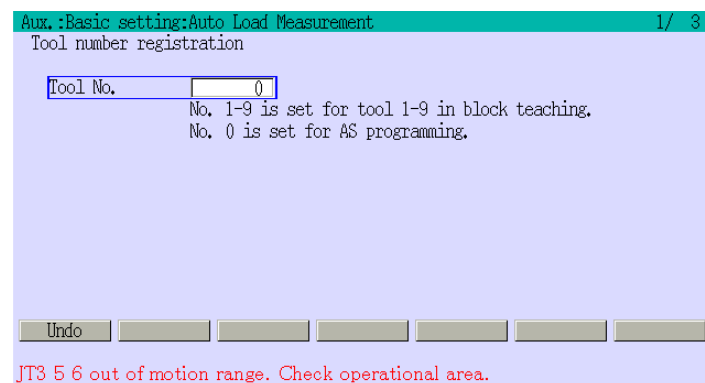 Aux.:Basic setting:Auto Load Measurement 1/ 3
Tool number registration
Tool No. 0
No. 1-9 is set for tool 1-9 in block teaching.
No. 0 is set for AS programming.
Undo
JT3 5 6 out of motion range. Check operational area.